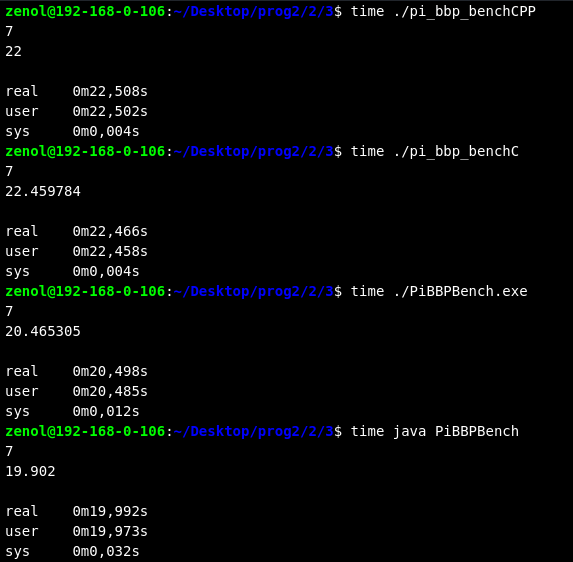 zenol@192-168-0-106:~/Desktop/prog2/2/3$ time ./pi_bbp_benchCPP
7
22

real    0m22,508s
user    0m22,502s
sys     0m0,004s
zenol@192-168-0-106:~/Desktop/prog2/2/3$ time ./pi_bbp_benchC
7
22.459784

real    0m22,466s
user    0m22,458s
sys     0m0,004s
zenol@192-168-0-106:~/Desktop/prog2/2/3$ time ./PiBBPBench.exe
7
20.465305

real    0m20,498s
user    0m20,485s
sys     0m0,012s
zenol@192-168-0-106:~/Desktop/prog2/2/3$ time java PiBBPBench
7
19.902

real    0m19,992s
user    0m19,973s
sys     0m0,032s